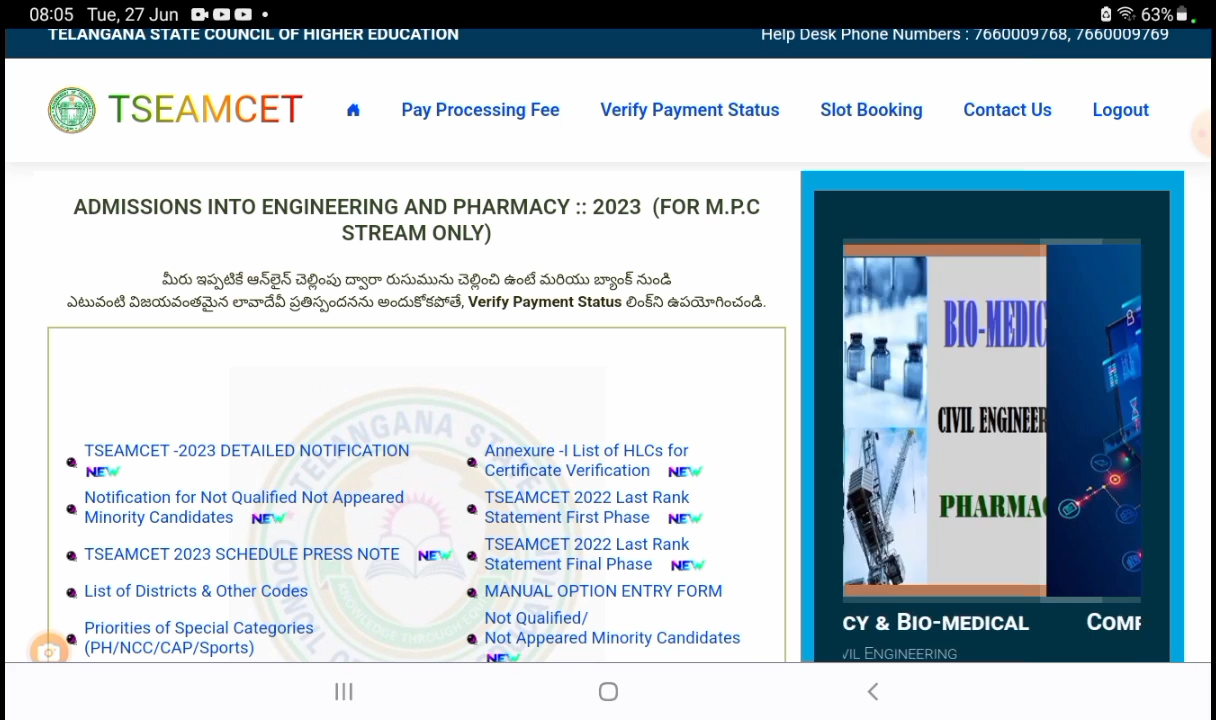 08:05 Tue, 27 Jun
63%
TELANGANA STATE COUNCIL OF HIGHER EDUCATION
Help Desk Phone Numbers : 7660009768, 7660009769
TSEAMCET
Pay Processing Fee
Verify Payment Status
Slot Booking
Contact Us
Logout
ADMISSIONS INTO ENGINEERING AND PHARMACY :: 2023 (FOR M.P.C
STREAM ONLY)
మీరు ఇప్పటికే ఆన్‌లైన్ చెల్లింపు ద్వారా రుసుమును చెల్లించి ఉంటే మరియు బ్యాంక్ నుండి
ఎటువంటి విజయవంతమైన లావాదేవీ ప్రతిస్పందనను అందుకోకపోతే, Verify Payment Status లింక్‌ని ఉపయోగించండి.
TSEAMCET -2023 DETAILED NOTIFICATION
NEW
Notification for Not Qualified Not Appeared
Minority Candidates NEW
TSEAMCET 2023 SCHEDULE PRESS NOTE NEW
List of Districts & Other Codes
Priorities of Special Categories
(PH/NCC/CAP/Sports)
Annexure -I List of HLCs for
Certificate Verification NEW
TSEAMCET 2022 Last Rank
Statement First Phase NEW
TSEAMCET 2022 Last Rank
Statement Final Phase NEW
MANUAL OPTION ENTRY FORM
Not Qualified/
Not Appeared Minority Candidates
NEW
BIO-MEDIC
CIVIL ENGINEER
PHARMA
CY & BIO-MEDICAL
COMP
VIL ENGINEERING